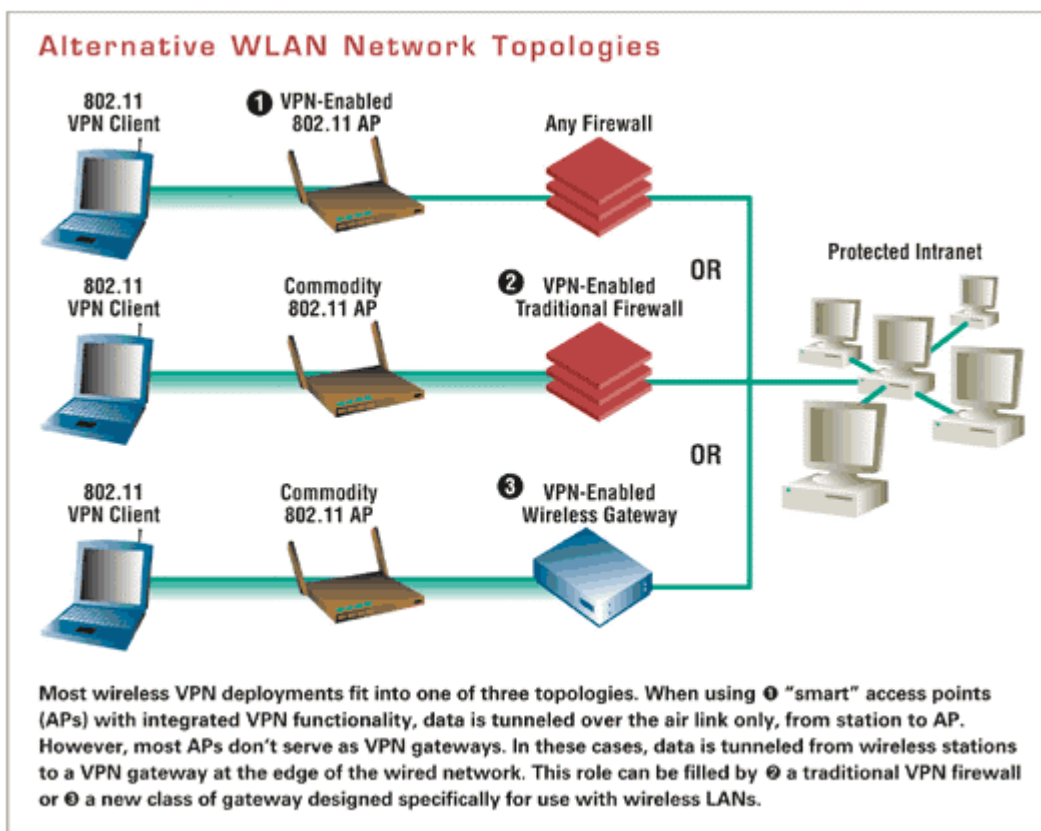 Alternative WLAN Network Topologies
802.11
VPN Client
❶ VPN-Enabled
802.11 AP
Any Firewall
OR
Protected Intranet
802.11
VPN Client
Commodity
802.11 AP
❷ VPN-Enabled
Traditional Firewall
OR
802.11
VPN Client
Commodity
802.11 AP
❸ VPN-Enabled
Wireless Gateway
Most wireless VPN deployments fit into one of three topologies. When using ❶ “smart” access points
(APs) with integrated VPN functionality, data is tunneled over the air link only, from station to AP.
However, most APs don’t serve as VPN gateways. In these cases, data is tunneled from wireless stations
to a VPN gateway at the edge of the wired network. This role can be filled by ❷ a traditional VPN firewall
or ❸ a new class of gateway designed specifically for use with wireless LANs.